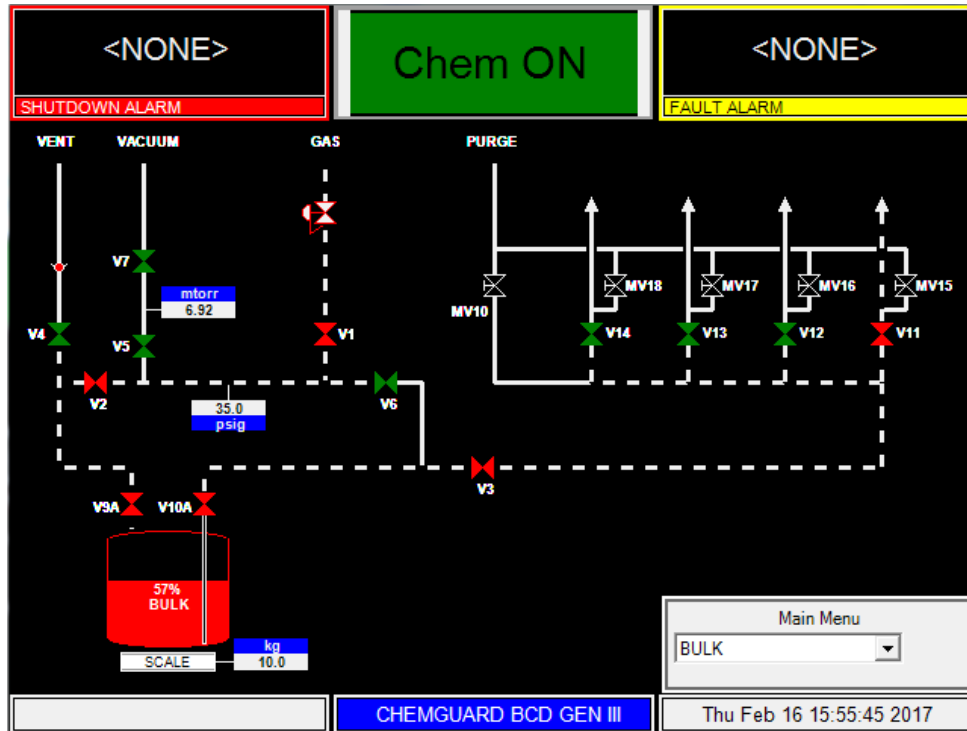 <NONE>
Chem ON
<NONE>
SHUTDOWN ALARM
FAULT ALARM
VENT
VACUUM
GAS
PURGE
V7
mtorr
6.92
MV10
MV18
MV17
MV16
MV15
V4
V5
V1
V14
V13
V12
V11
V2
35.0
psig
V6
V3
V9A
V10A
57%
BULK
SCALE
kg
10.0
Main Menu
BULK
CHEMGUARD BCD GEN III
Thu Feb 16 15:55:45 2017